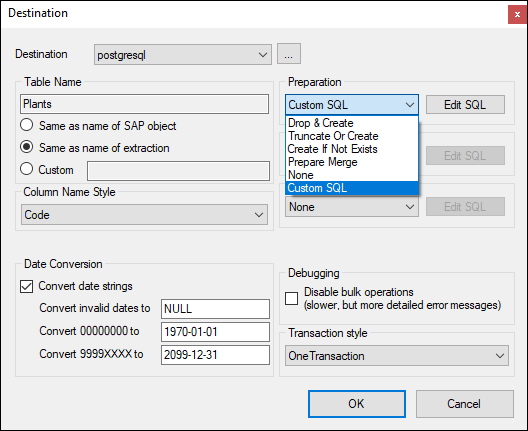 Destination
Destination
postgresql
...
Table Name
Plants
Same as name of SAP object
Same as name of extraction
Custom
Column Name Style
Code
Preparation
Custom SQL
Edit SQL
Drop & Create
Truncate Or Create
Create If Not Exists
Prepare Merge
None
Custom SQL
Edit SQL
None
Edit SQL
Date Conversion
Convert date strings
Convert invalid dates to
NULL
Convert 00000000 to
1970-01-01
Convert 9999XXXX to
2099-12-31
Debugging
Disable bulk operations
(slower, but more detailed error messages)
Transaction style
OneTransaction
OK
Cancel